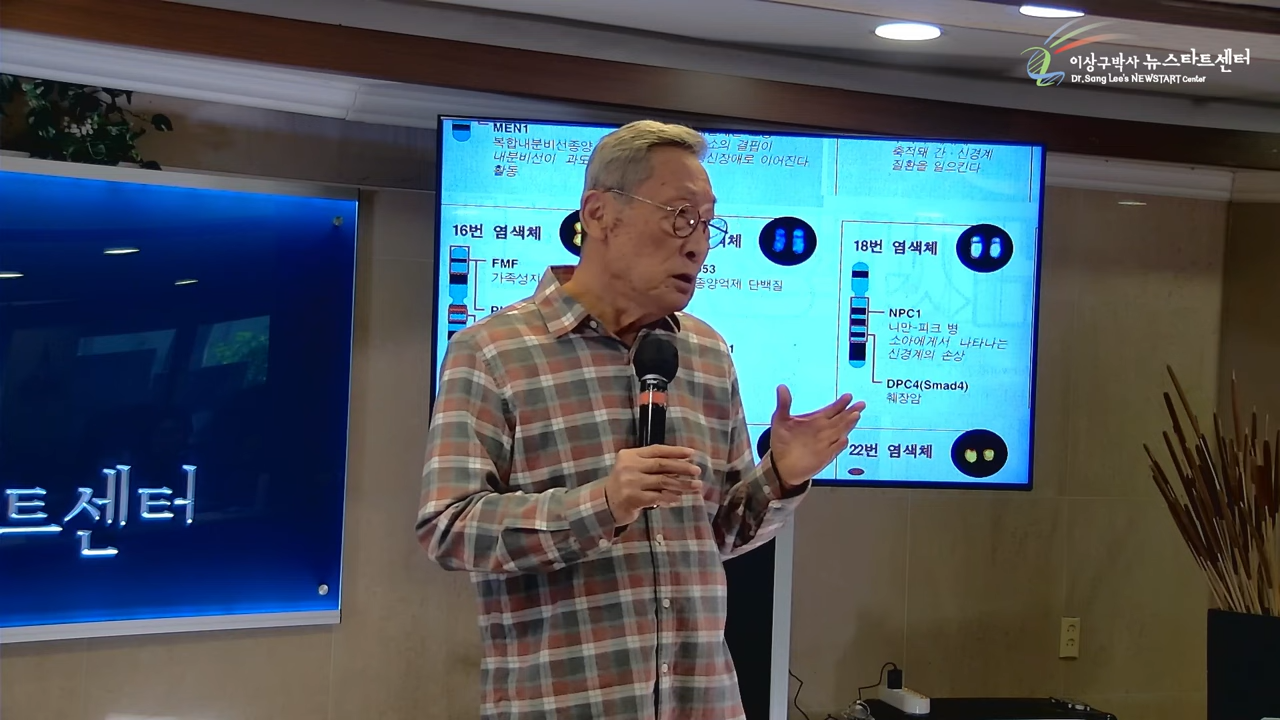 이상구박사 뉴스타트센터
Dr. Sang Lee's NEWSTART Center
MEN1
복합내분비선종양
내분비선이 과도
활동
소의 결핍이
신장애로 이어진다
축적돼 간·신경계
질환을 일으킨다
16번 염색체
FMF
가족성지
53
종양억제 단백질
18번 염색체
NPC1
니만-피크 병
소아에게서 나타나는
신경계의 손상
DPC4(Smad4)
췌장암
22번 염색체
트센터